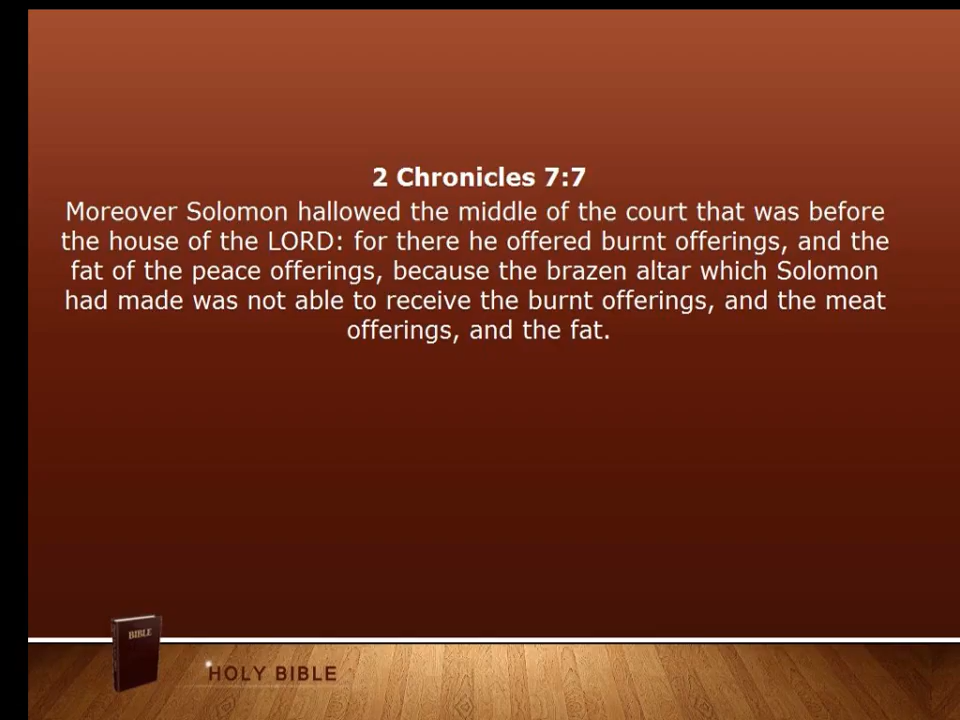 2 Chronicles 7:7
Moreover Solomon hallowed the middle of the court that was before
the house of the LORD: for there he offered burnt offerings, and the
fat of the peace offerings, because the brazen altar which Solomon
had made was not able to receive the burnt offerings, and the meat
offerings, and the fat.
BIBLE
HOLY BIBLE